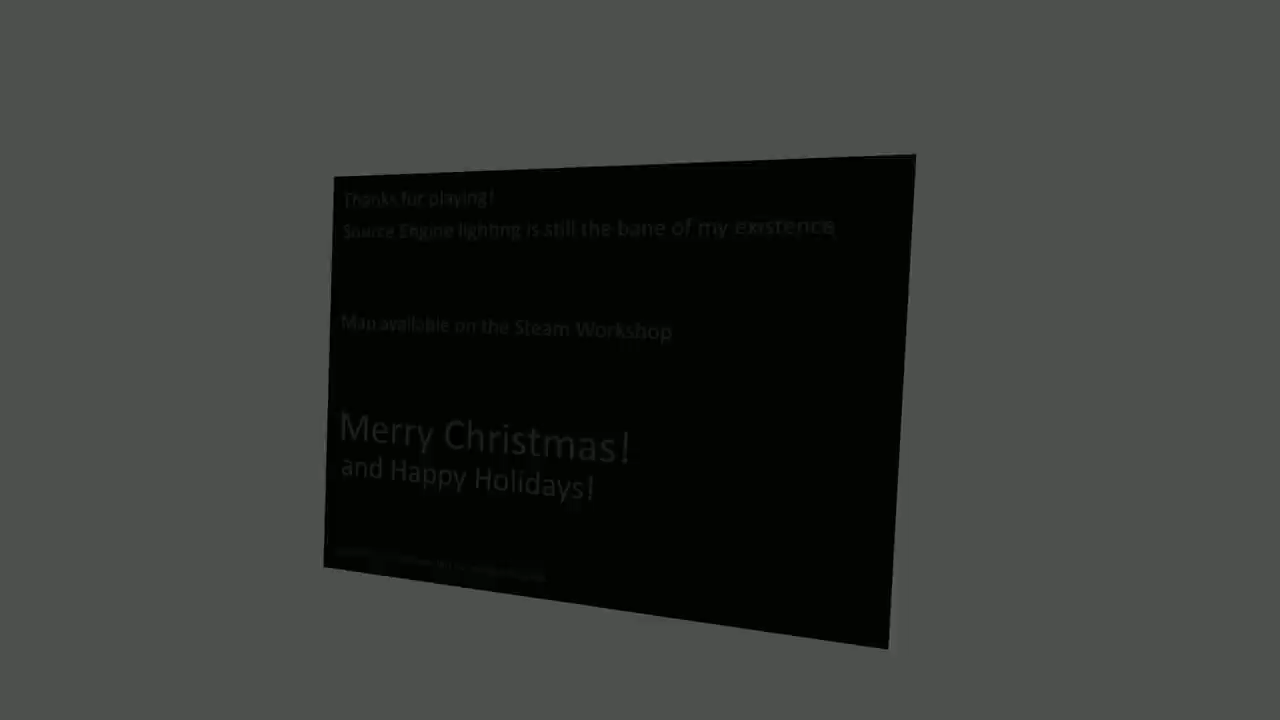 Thanks for playing!
Source Engine lighting is still the bane of my existence
Map available on the Steam Workshop
Merry Christmas!
and Happy Holidays!